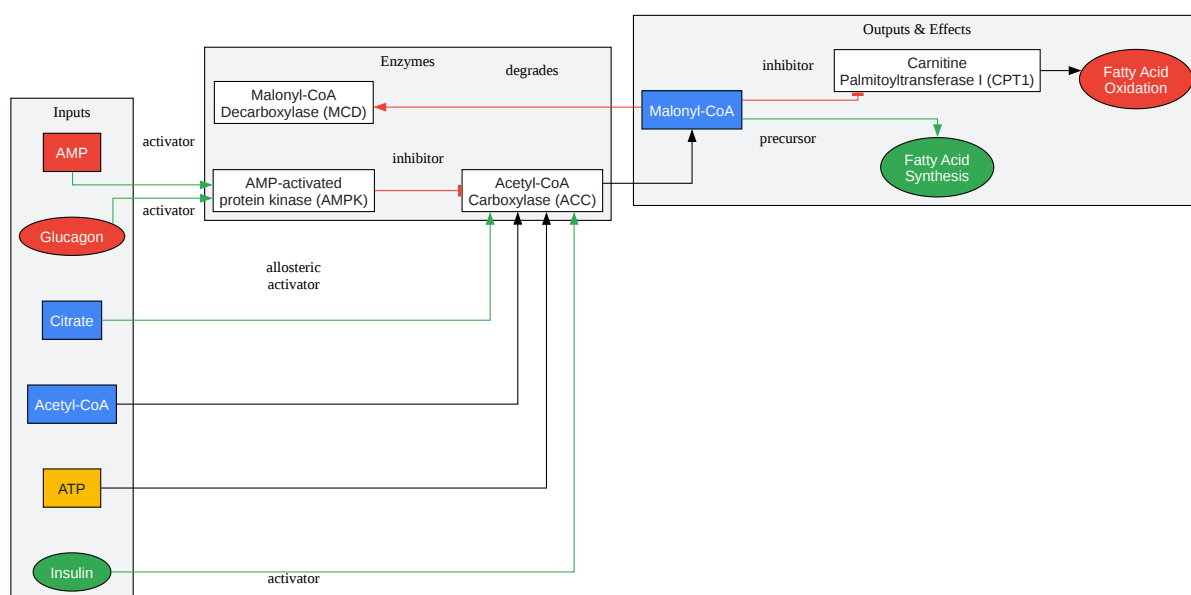 Outputs & Effects
Enzymes
degrades
inhibitor
Carnitine
Palmitoyltransferase I (CPT1)
Fatty Acid
Oxidation
Malonyl-CoA
Decarboxylase (MCD)
Malonyl-CoA
Inputs
AMP
activator
precursor
Fatty Acid
Synthesis
inhibitor
AMP-activated
protein kinase (AMPK)
Acetyl-CoA
Carboxylase (ACC)
activator
Glucagon
allosteric
activator
Citrate
Acetyl-CoA
ATP
Insulin
activator